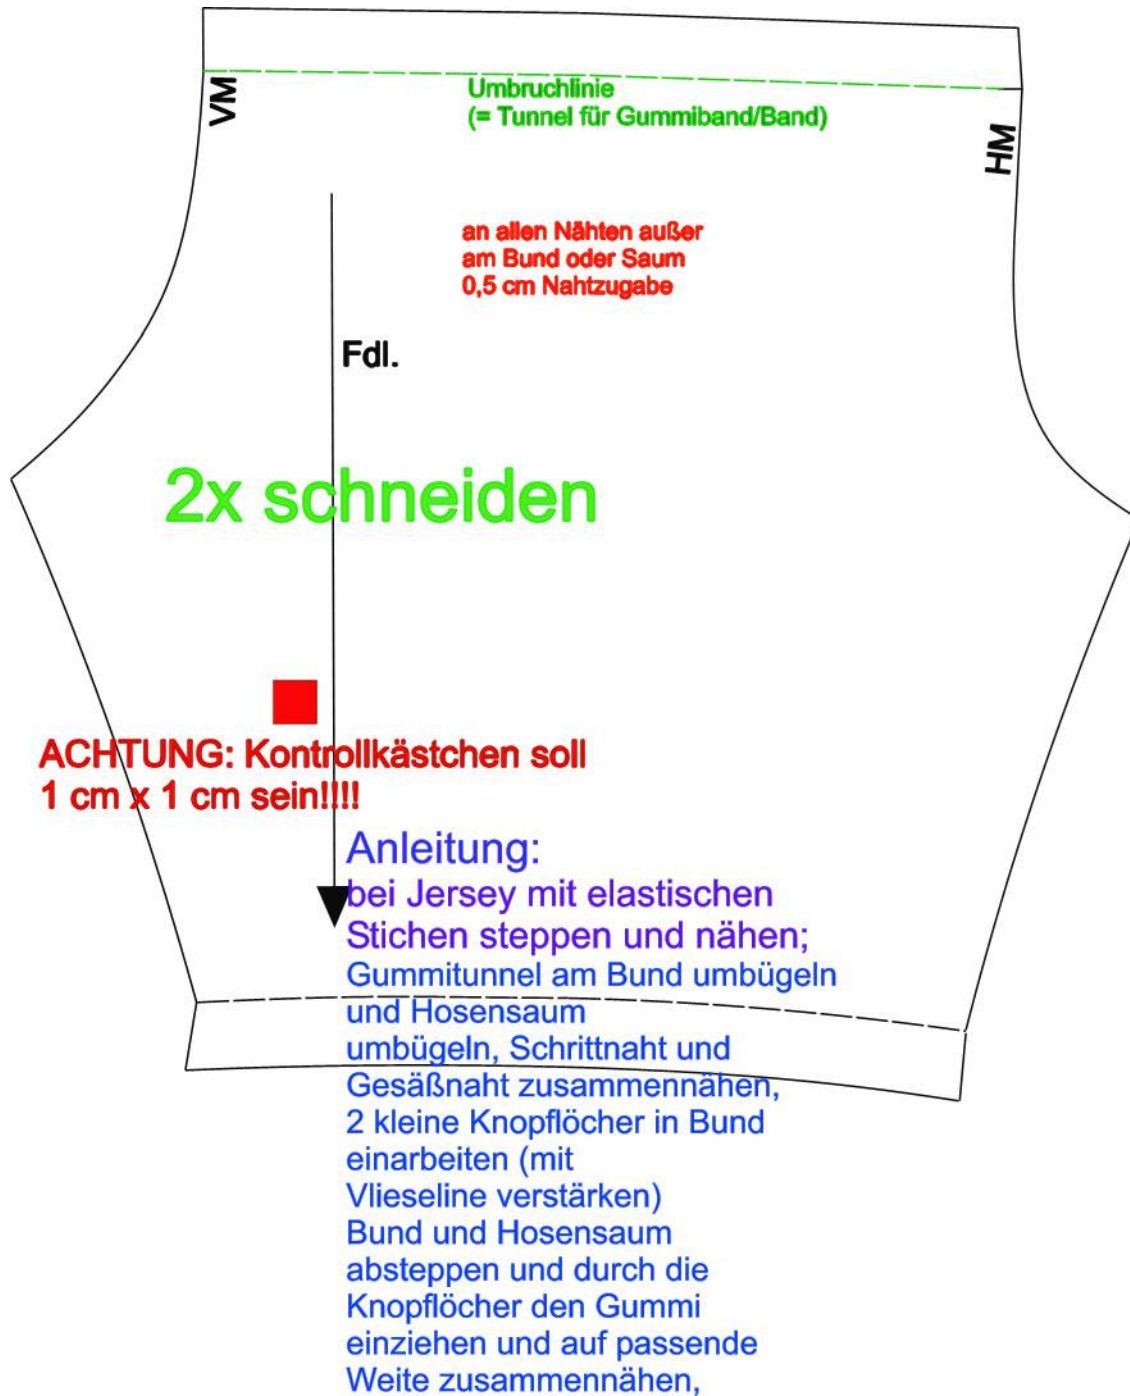 VM
Umbruchlinie
(= Tunnel für Gummiband/Band)
HM
an allen Nähten außer
am Bund oder Saum
0,5 cm Nahtzugabe
Fdl.
2x schneiden
ACHTUNG: Kontrollkästchen soll
1 cm x 1 cm sein!!!!
Anleitung:
bei Jersey mit elastischen
Stichen steppen und nähen;
Gummitunnel am Bund umbügeln
und Hosensaum
umbügeln, Schrittnaht und
Gesäßnaht zusammennähen,
2 kleine Knopflöcher in Bund
einarbeiten (mit
Vlieseline verstärken)
Bund und Hosensaum
absteppen und durch die
Knopflöcher den Gummi
einziehen und auf passende
Weite zusammennähen,